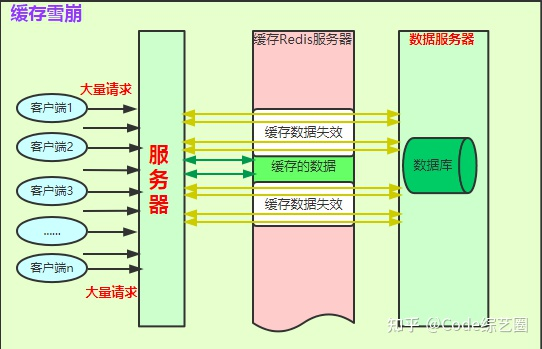 缓存雪崩
缓存Redis服务器
数据服务器
大量请求
客户端1
客户端2
客户端3
......
客户端n
大量请求
服务器
缓存数据失效
缓存的数据
缓存数据失效
数据库
知乎 @Code综艺圈